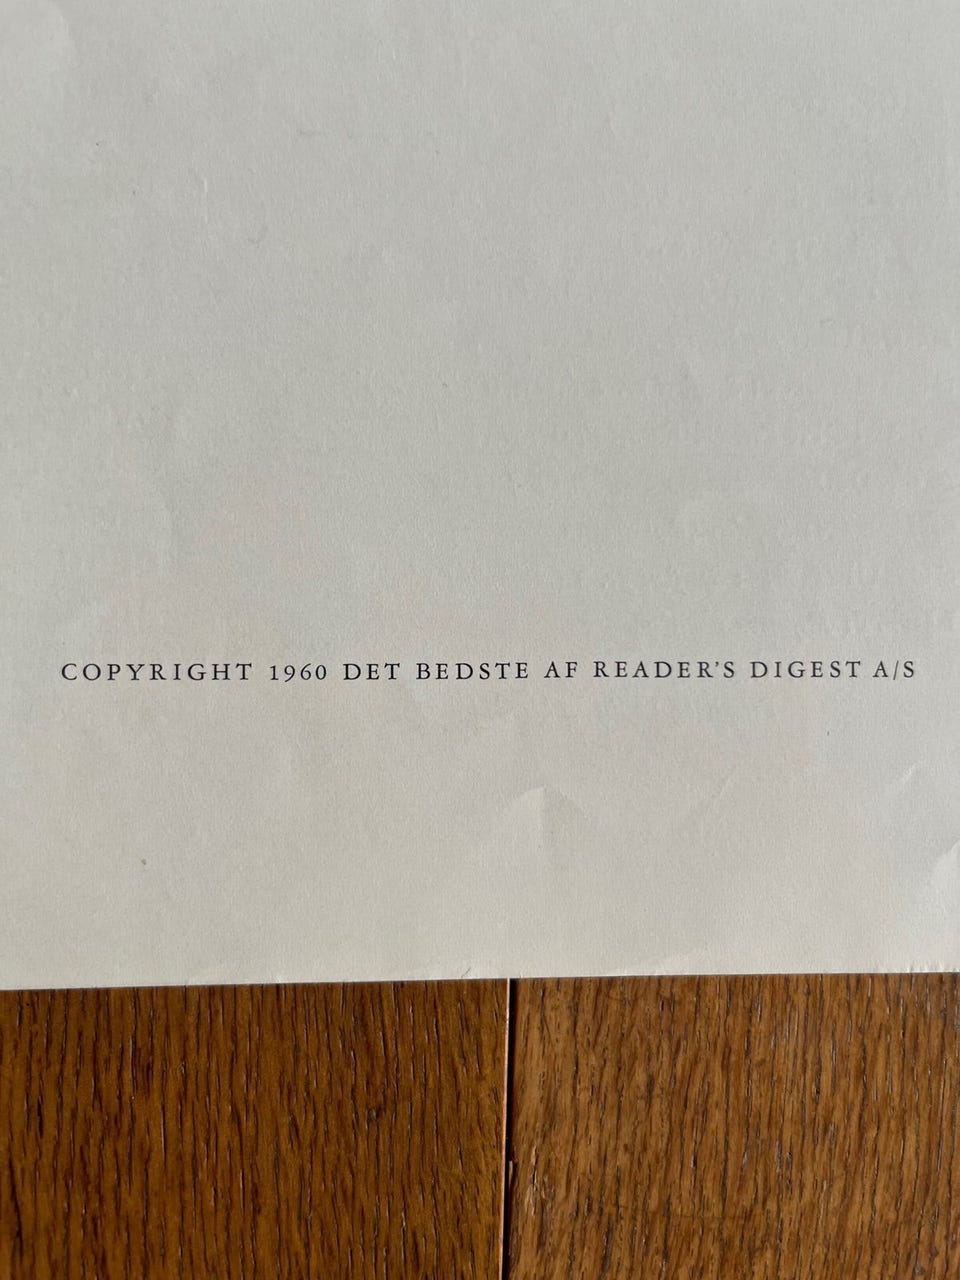 COPYRIGHT 1960 DET BEDSTE AF READER'S DIGEST A/S